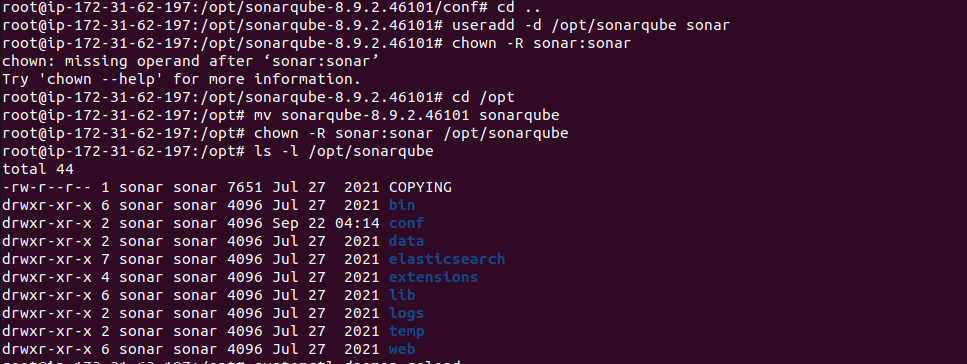 root@ip-172-31-62-197:/opt/sonarqube-8.9.2.46101/conf# cd ..
root@ip-172-31-62-197:/opt/sonarqube-8.9.2.46101# useradd -d /opt/sonarqube sonar
root@ip-172-31-62-197:/opt/sonarqube-8.9.2.46101# chown -R sonar:sonar
chown: missing operand after ‘sonar:sonar’
Try 'chown --help' for more information.
root@ip-172-31-62-197:/opt/sonarqube-8.9.2.46101# cd /opt
root@ip-172-31-62-197:/opt# mv sonarqube-8.9.2.46101 sonarqube
root@ip-172-31-62-197:/opt# chown -R sonar:sonar /opt/sonarqube
root@ip-172-31-62-197:/opt# ls -l /opt/sonarqube
total 44
-rw-r--r-- 1 sonar sonar 7651 Jul 27  2021 COPYING
drwxr-xr-x 6 sonar sonar 4096 Jul 27  2021 bin
drwxr-xr-x 2 sonar sonar 4096 Sep 22 04:14 conf
drwxr-xr-x 2 sonar sonar 4096 Jul 27  2021 data
drwxr-xr-x 7 sonar sonar 4096 Jul 27  2021 elasticsearch
drwxr-xr-x 4 sonar sonar 4096 Jul 27  2021 extensions
drwxr-xr-x 6 sonar sonar 4096 Jul 27  2021 lib
drwxr-xr-x 2 sonar sonar 4096 Jul 27  2021 logs
drwxr-xr-x 2 sonar sonar 4096 Jul 27  2021 temp
drwxr-xr-x 6 sonar sonar 4096 Jul 27  2021 web